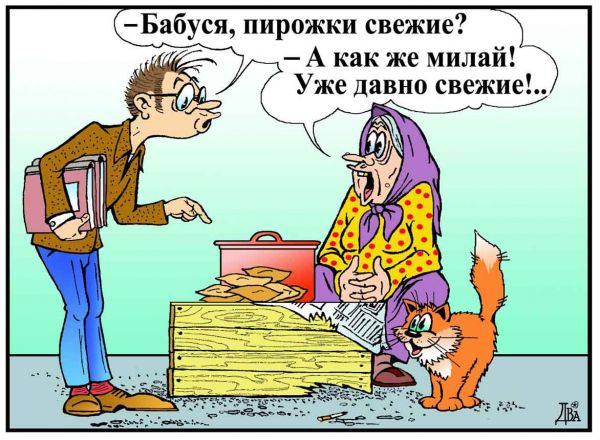 – Бабуся, пирожки свежие?
– А как же милай!
Уже давно свежие!..
ДВА